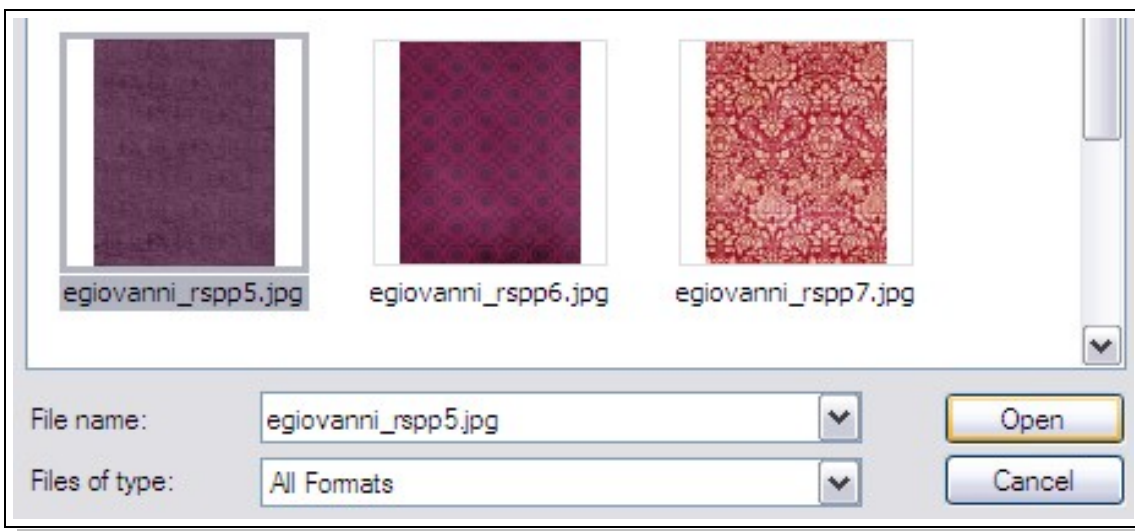 egiovanni_rspp5.jpg egiovanni_rspp6.jpg egiovanni_rspp7.jpg
File name: egiovanni_rspp5.jpg Open
Files of type: All Formats Cancel